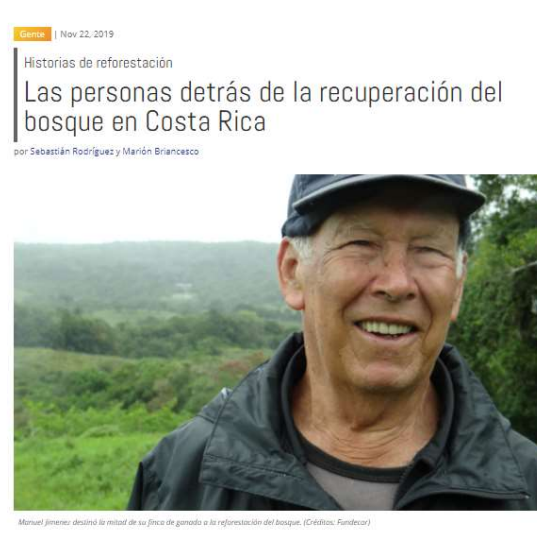 Gente | Nov 22, 2019
Historias de reforestación
Las personas detrás de la recuperación del
bosque en Costa Rica
por Sebastián Rodríguez y Marión Briancesco
Manuel Jimenez destinó la mitad de su finca de ganado a la reforestación del bosque. (Créditos: Fundecor)